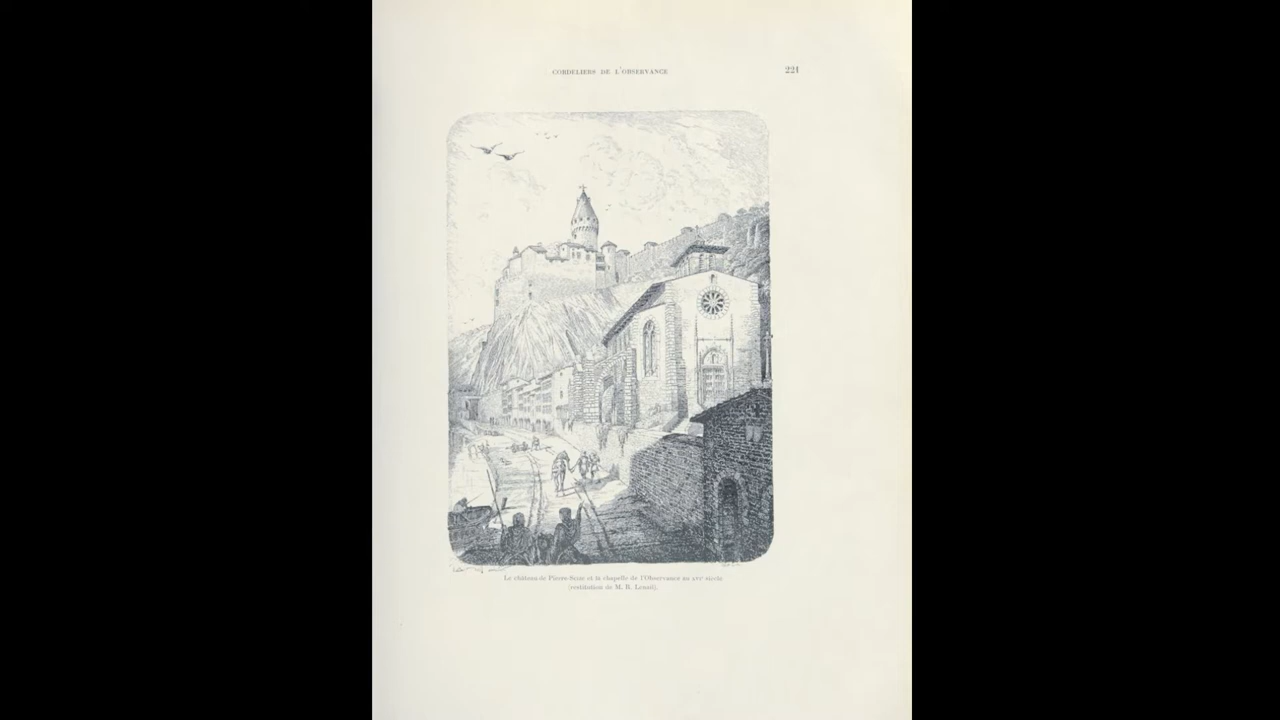 CORDELIERS DE L'OBSERVANCE
221
Le château de Pierre-Scize et la chapelle de l'Observance au XVIe siècle
(restitution de M. R. Lenail).